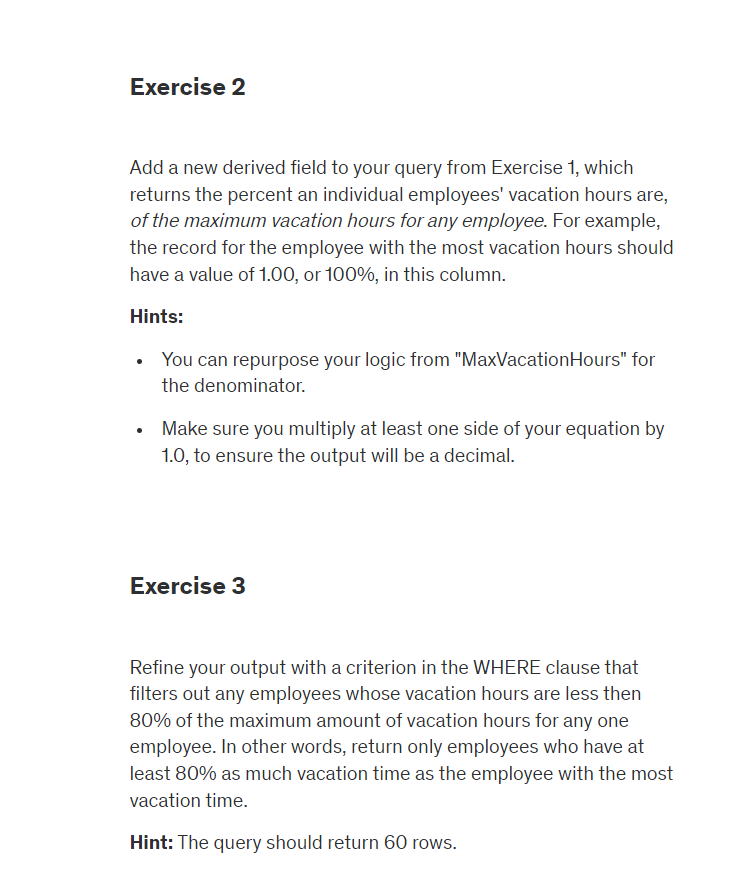 Exercise 2
Add a new derived field to your query from Exercise 1, which
returns the percent an individual employees' vacation hours are,
of the maximum vacation hours for any employee. For example,
the record for the employee with the most vacation hours should
have a value of 1.00, or 100%, in this column.
Hints:
• You can repurpose your logic from "MaxVacationHours" for
the denominator.
• Make sure you multiply at least one side of your equation by
1.0, to ensure the output will be a decimal.
Exercise 3
Refine your output with a criterion in the WHERE clause that
filters out any employees whose vacation hours are less then
80% of the maximum amount of vacation hours for any one
employee. In other words, return only employees who have at
least 80% as much vacation time as the employee with the most
vacation time.
Hint: The query should return 60 rows.